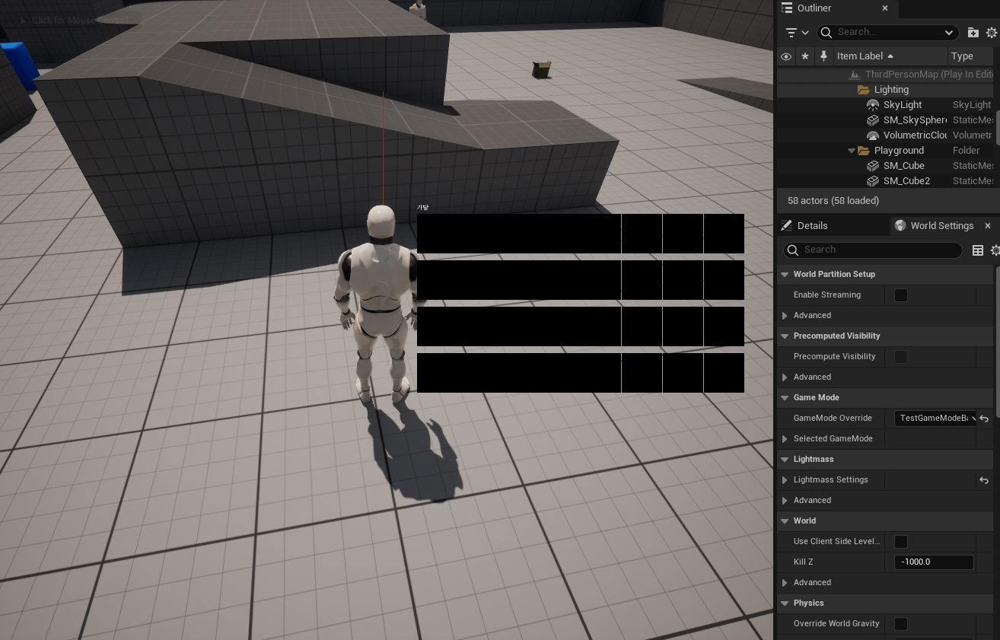 Click for Mouse Control
가방
Outliner
Search...
Item Label
Type
ThirdPersonMap (Play In Edit
Lighting
SkyLight
SkyLight
SM_SkySphere
StaticMes
VolumetricClou
Volumetr
Playground
Folder
SM_Cube
StaticMes
SM_Cube2
StaticMes
58 actors (58 loaded)
Details
World Settings
Search
World Partition Setup
Enable Streaming
Advanced
Precomputed Visibility
Precompute Visibility
Advanced
Game Mode
GameMode Override
TestGameModeBa
Selected GameMode
Lightmass
Lightmass Settings
Advanced
World
Use Client Side Level...
Kill Z
-1000.0
Advanced
Physics
Override World Gravity